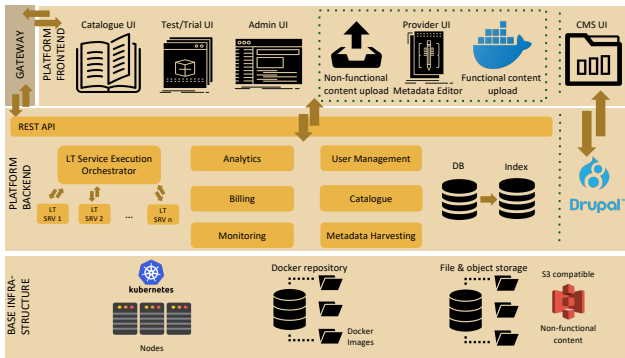 GATEWAY
PLATFORM
FRONTEND
Catalogue UI
Test/Trial UI
Admin UI
Provider UI
CMS UI
Non-functional
content upload
Metadata Editor
Functional content
upload
REST API
PLATFORM
BACKEND
LT Service Execution
Orchestrator
LT
SRV 1
LT
SRV 2
...
LT
SRV n
Analytics
Billing
Monitoring
User Management
Catalogue
Metadata Harvesting
DB
Index
Drupal™
BASE INFRA-
STRUCTURE
kubernetes
Nodes
Docker repository
Docker
Images
File & object storage
S3 compatible
Non-functional
content